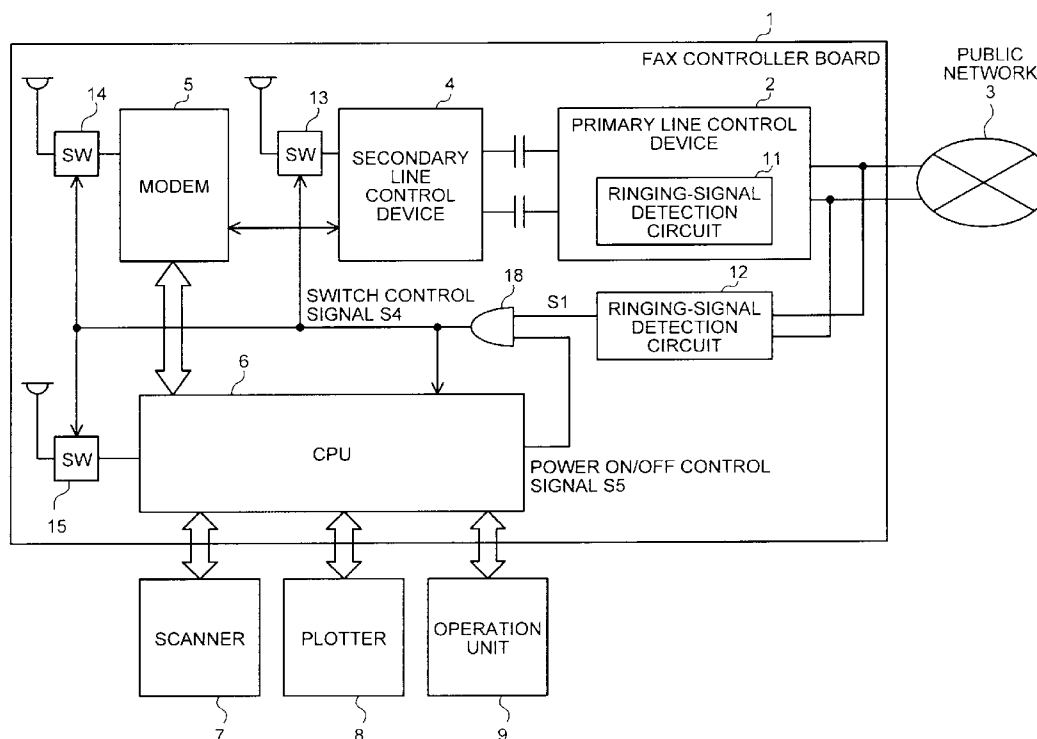 1
FAX CONTROLLER BOARD
PUBLIC
NETWORK
3
14
SW
5
MODEM
13
SW
4
SECONDARY
LINE
CONTROL
DEVICE
2
PRIMARY LINE CONTROL
DEVICE
11
RINGING-SIGNAL
DETECTION
CIRCUIT
12
RINGING-SIGNAL
DETECTION
CIRCUIT
S1
18
SWITCH CONTROL
SIGNAL S4
6
CPU
SW
15
POWER ON/OFF CONTROL
SIGNAL S5
SCANNER
PLOTTER
OPERATION
UNIT
7
8
9